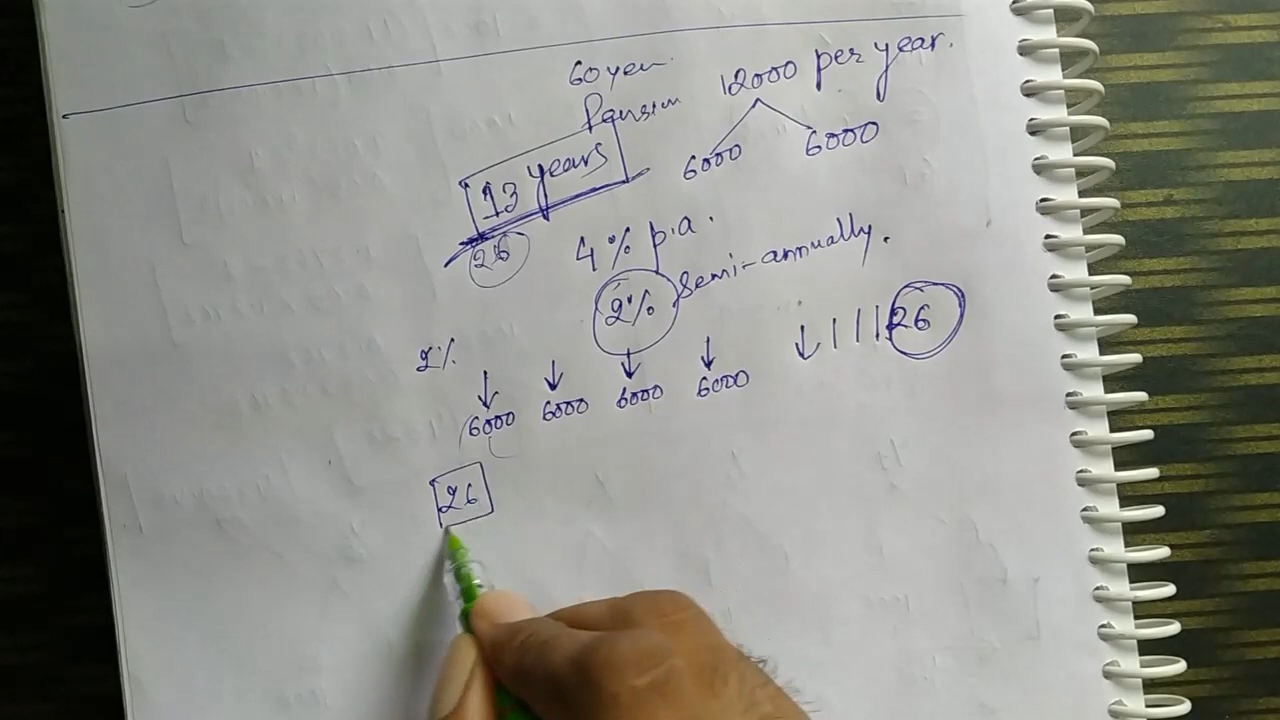 60 year
Pension
12000 per year.
6000 6000
13 years
26
4% p.a.
2% semi-annually.
2%
26
6000 6000 6000 6000
26